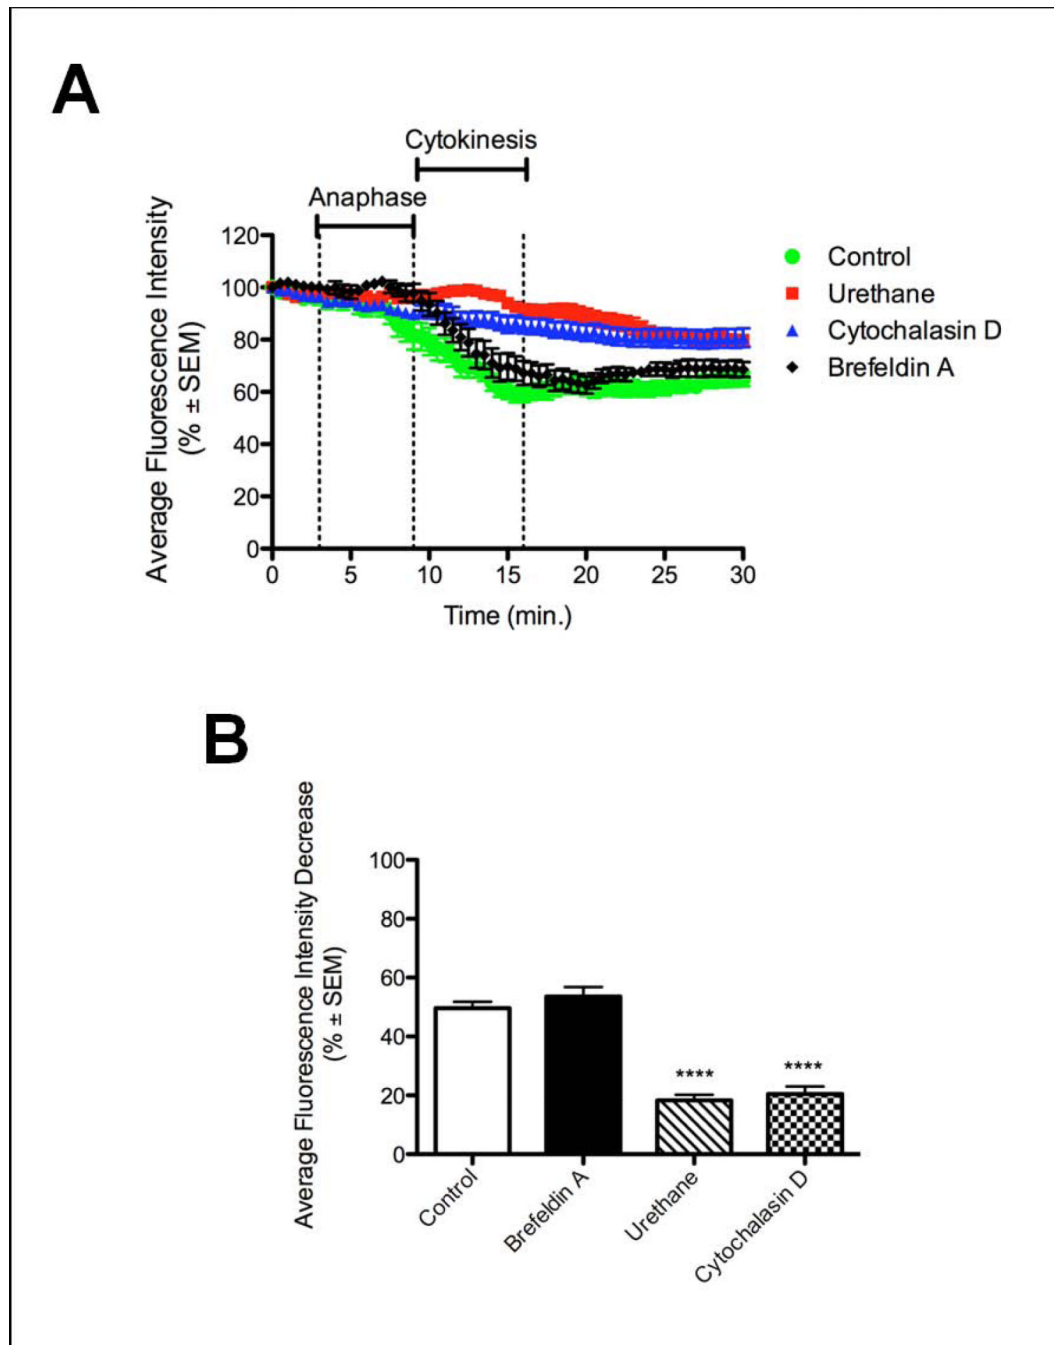 A
Cytokinesis
Anaphase
Average Fluorescence Intensity
(% ± SEM)
120
100
80
60
40
20
0
0 5 10 15 20 25 30
Time (min.)
Control
Urethane
Cytochalasin D
Brefeldin A
B
Average Fluorescence Intensity Decrease
(% ± SEM)
100
80
60
40
20
0
**** ****
Control
Brefeldin A
Urethane
Cytochalasin D